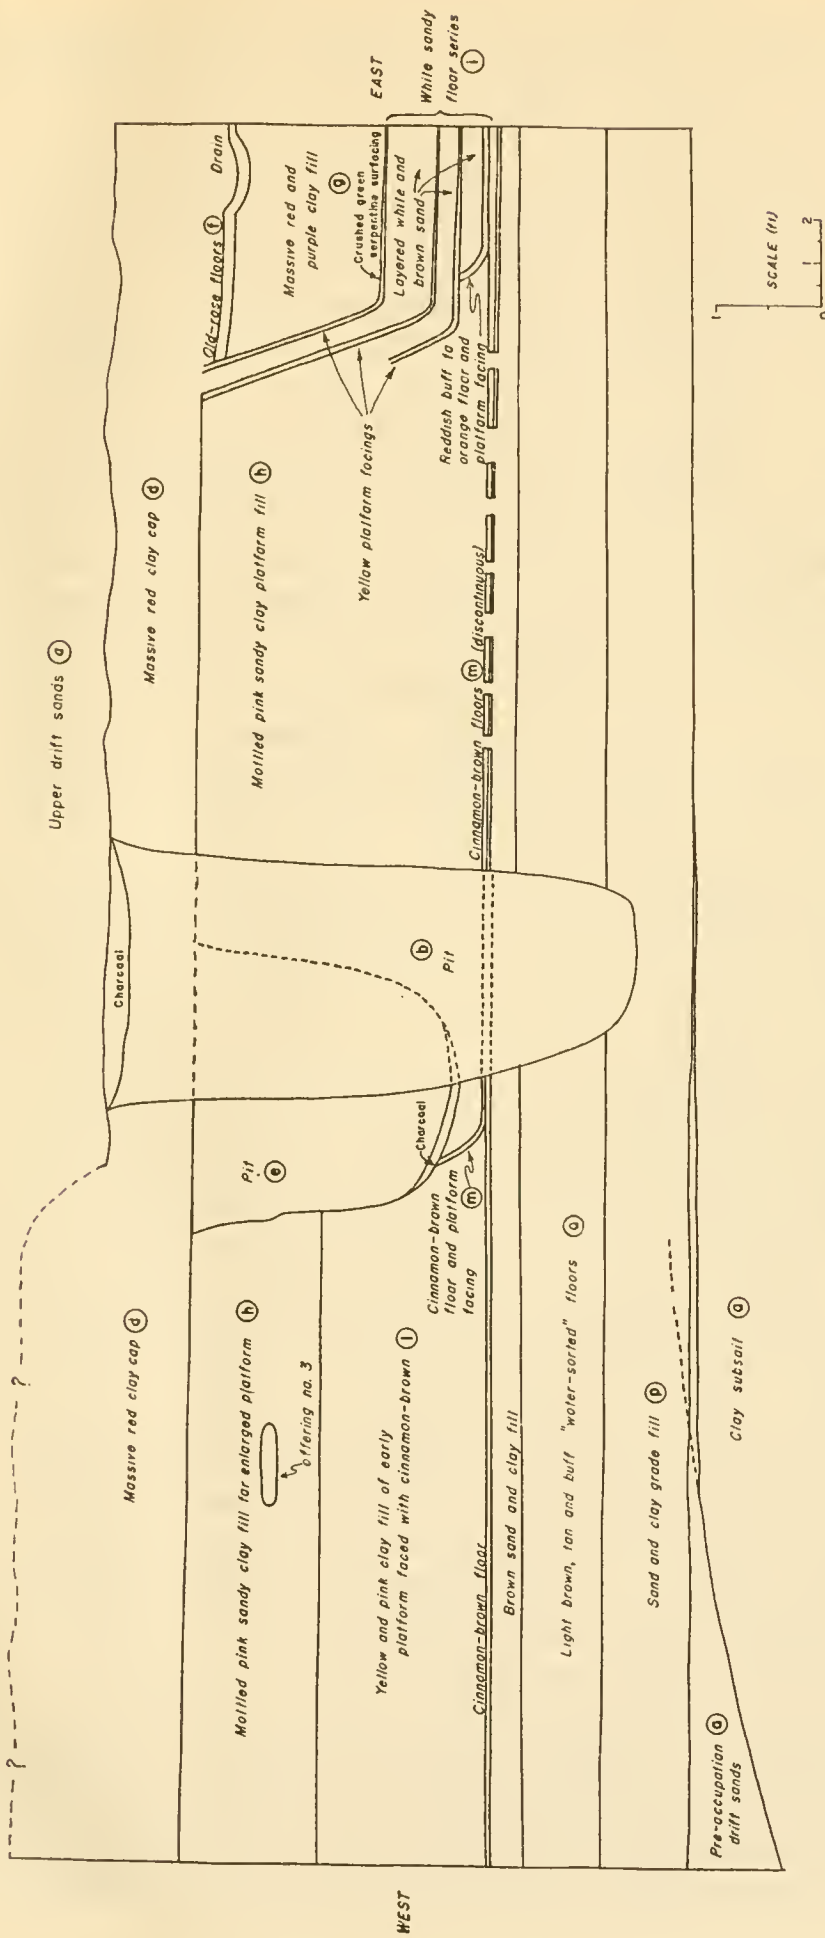 Upper drift sands (a)
EAST
White sandy
floor series
(i)
Massive red clay cap (d)
Old-rose floors (f)
Drain
Massive red and
purple clay fill
(g)
Crushed green
serpentine surfacing
Layered white and
brown sand
Mottled pink sandy clay platform fill (h)
Yellow platform facings
Reddish buff to
orange floor and
platform facing
Cinnamon-brown floors (m) (discontinuous)
Charcoal
(b)
Pit
Pit
(e)
Charcoal
Cinnamon-brown
floor and platform
facing
(m)
?
?
Massive red clay cap (d)
Mottled pink sandy clay fill for enlarged platform (h)
offering no. 3
Yellow and pink clay fill of early
platform faced with cinnamon-brown (l)
Cinnamon-brown floor
Brown sand and clay fill
Light brown, tan and buff "water-sorted" floors (o)
Sand and clay grade fill (p)
Clay subsoil (q)
Pre-occupation (q)
drift sands
WEST
SCALE (ft)
1
0
1
2